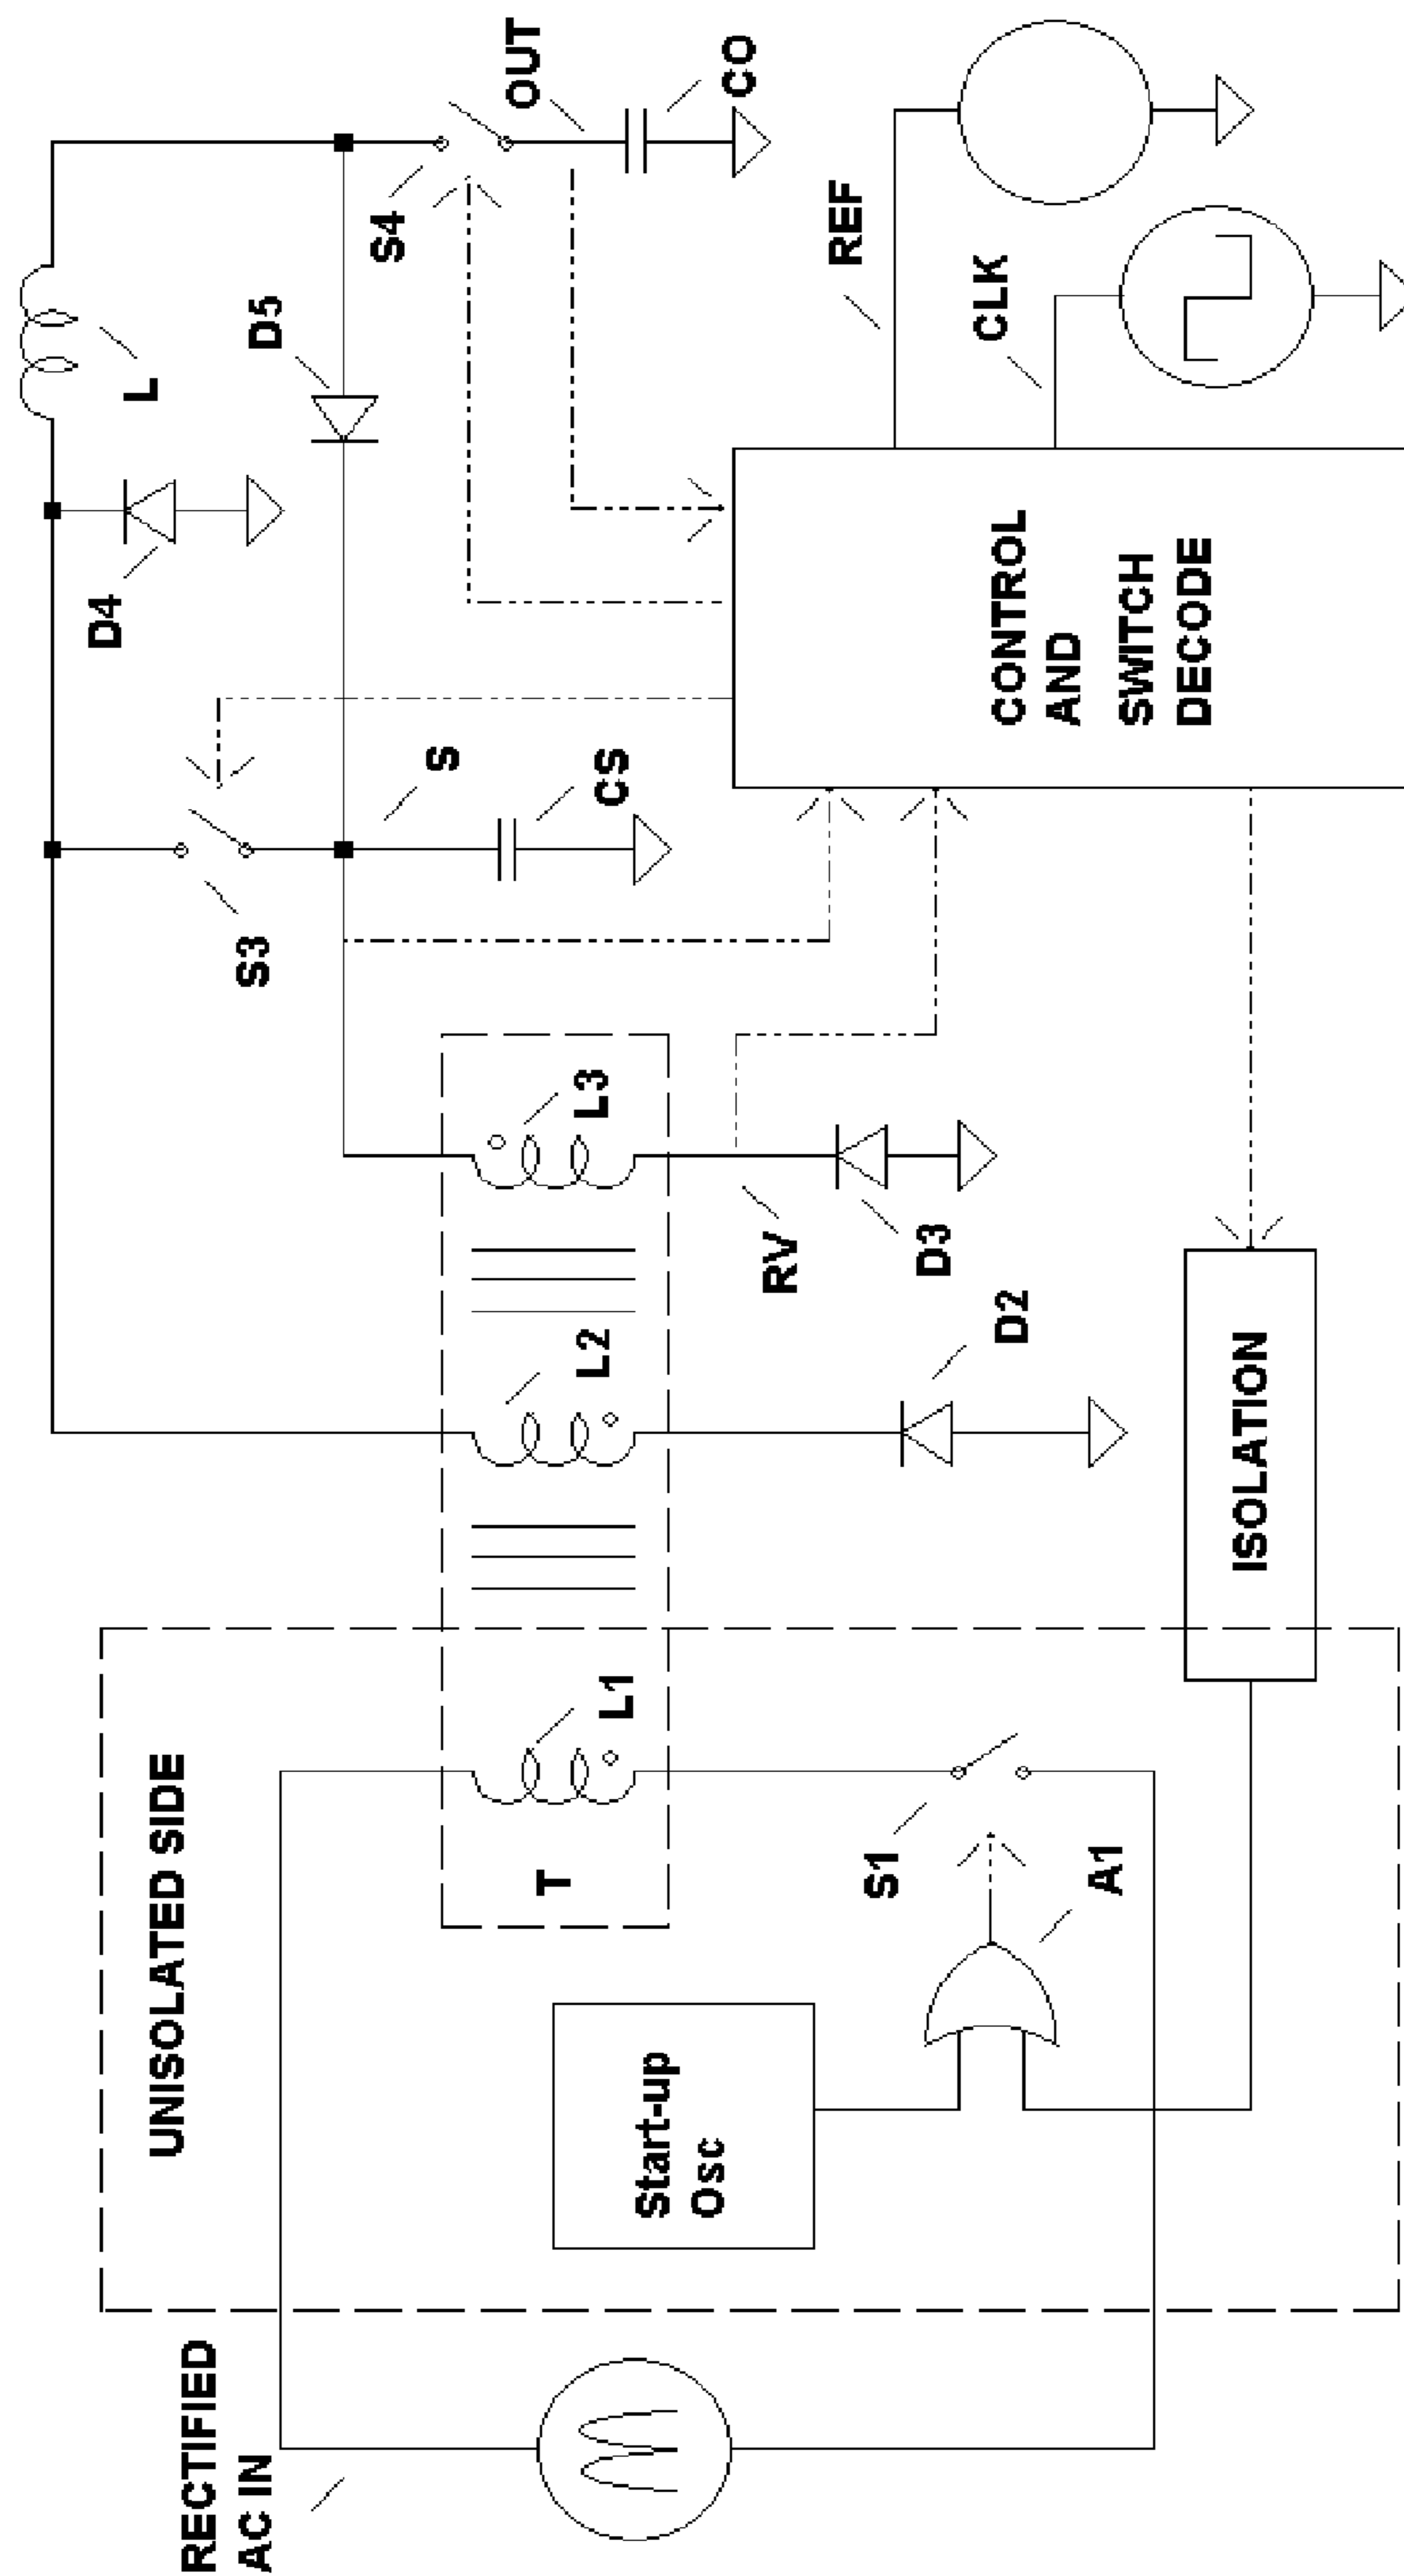 RECTIFIED
AC IN
UNISOLATED SIDE
Start-up
Osc
T
L1
S1
A1
ISOLATION
L2
D2
L3
RV
D3
S3
S
CS
D4
L
D5
S4
OUT
CO
REF
CLK
CONTROL
AND
SWITCH
DECODE